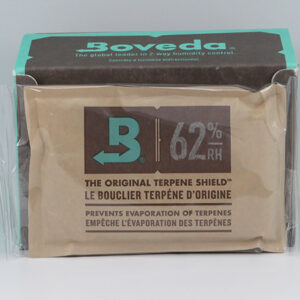 Boveda
The global leader in 2-way humidity control.
B 62%
RH
THE ORIGINAL TERPENE SHIELD™
LE BOUCLIER TERPÉNE D'ORIGINE
PREVENTS EVAPORATION OF TERPENES
EMPÊCHE L'ÉVAPORATION DES TERPÈNES